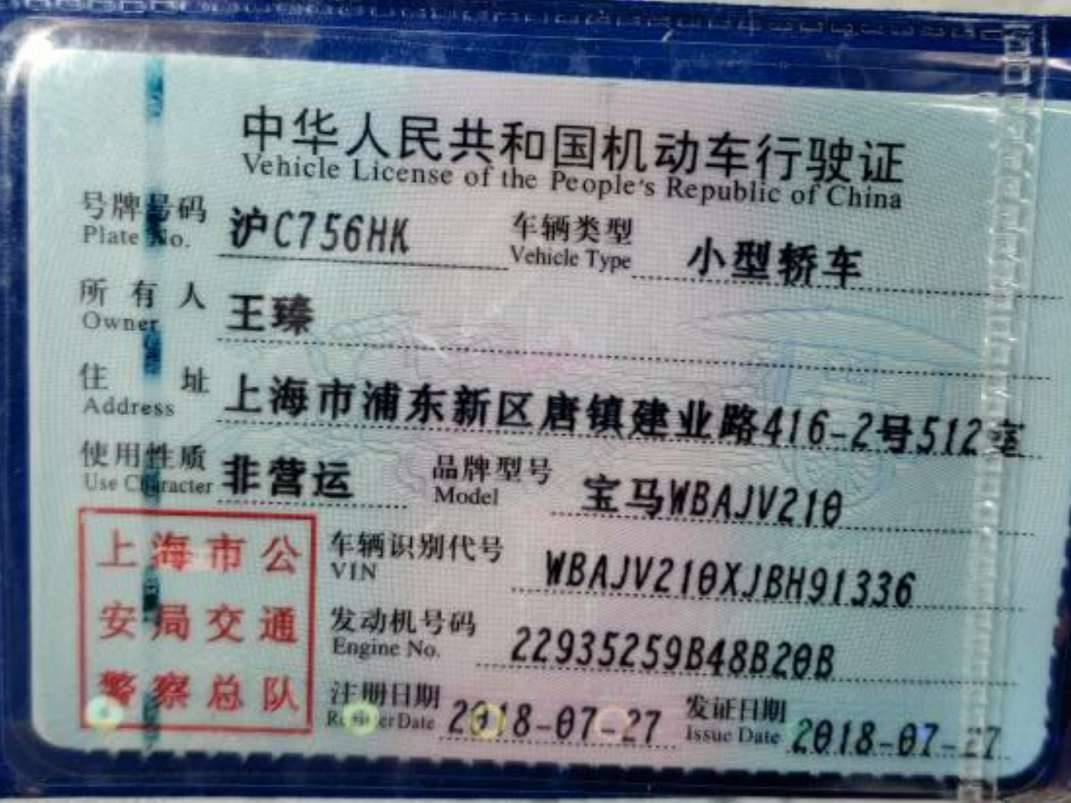 中华人民共和国机动车行驶证
Vehicle License of the People's Republic of China
号牌号码 沪C756HK 车辆类型 小型轿车
Plate No. Vehicle Type
所有人 王臻
Owner
住址 上海市浦东新区唐镇建业路416-2号512室
Address
使用性质 非营运 品牌型号 宝马WBAJV210
Use Character Model
上海市公 车辆识别代号 WBAJV210XJBH91336
VIN
安局交通 发动机号码 22935259B48B20B
Engine No.
警察总队 注册日期 2018-07-27 发证日期 2018-07-27
Register Date Issue Date